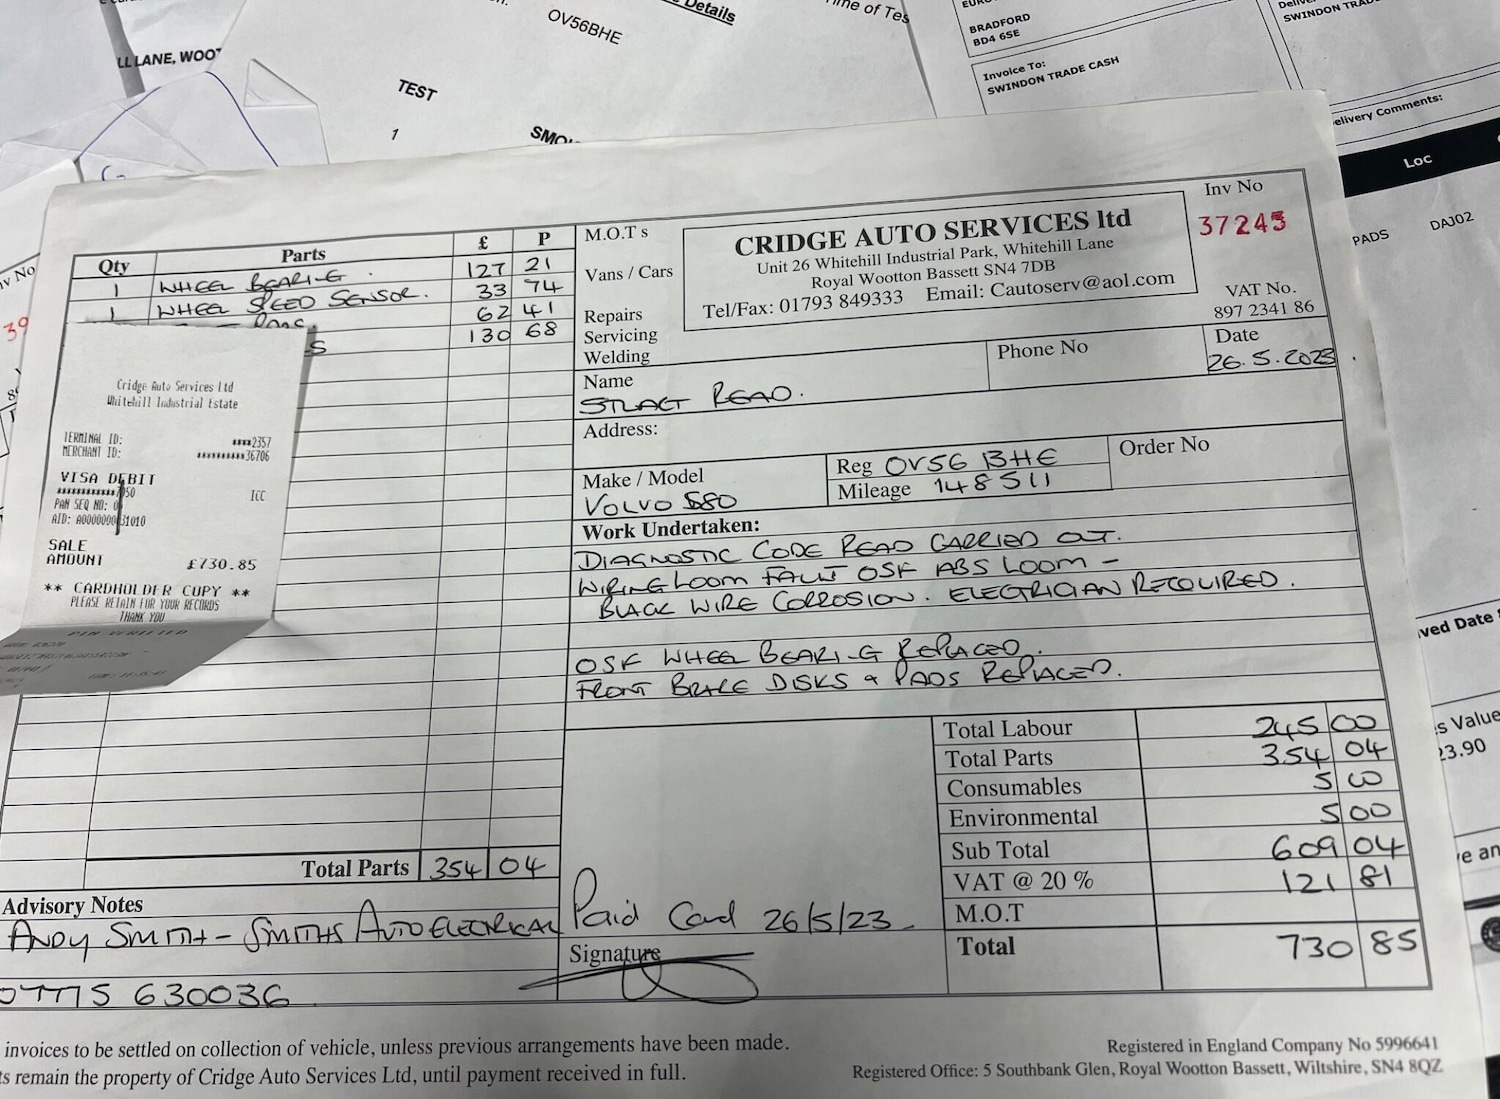 LL LANE, WOOT
OV56BHE
Details
TEST
1
BRADFORD
BD4 6SE
Invoice To:
SWINDON TRADE CASH
SWINDON TRAD
elivery Comments:
Loc
PADS DAJ02
Inv No
37243
CRIDGE AUTO SERVICES ltd
Unit 26 Whitehill Industrial Park, Whitehill Lane
Royal Wootton Bassett SN4 7DB
Tel/Fax: 01793 849333 Email: Cautoserv@aol.com
M.O.T s
Vans / Cars
Repairs
Servicing
Welding
VAT No.
897 2341 86
Date
26.5.2023
Phone No
Name
Address:
Make / Model
VOLVO S80
Reg OV56 BHE
Mileage 148511
Order No
Work Undertaken:
DIAGNOSTIC CODE READ CARRIED OUT.
WIRING LOOM FAULT OSF ABS LOOM -
BLACK WIRE CORROSION. ELECTRICIAN REQUIRED.
OSF WHEEL BEARING REPLACED.
FRONT BRAKE DISKS & PADS REPLACED.
Qty Parts £ P
1 WHEEL BEARING. 127 21
1 WHEEL SPEED SENSOR. 33 74
62 41
130 68
Total Parts 354 04
Cridge Auto Services Ltd
Whitehill Industrial Estate
TERMINAL ID: ****2357
MERCHANT ID: **********36706
VISA DEBIT
ICC
SALE
AMOUNT £730.85
** CARDHOLDER COPY **
PLEASE RETAIN FOR YOUR RECORDS
THANK YOU
PIN VERIFIED
Total Labour 245 00
Total Parts 354 04
Consumables 5 00
Environmental 5 00
Sub Total 609 04
VAT @ 20 % 121 81
M.O.T
Total 730 85
Advisory Notes
ANDY SMITH - SMITHS AUTO ELECTRICAL
07775 630036
Paid Card 26/5/23.
Signature
invoices to be settled on collection of vehicle, unless previous arrangements have been made.
ts remain the property of Cridge Auto Services Ltd, until payment received in full.
Registered in England Company No 5996641
Registered Office: 5 Southbank Glen, Royal Wootton Bassett, Wiltshire, SN4 8QZ
ved Date
s Value
23.90